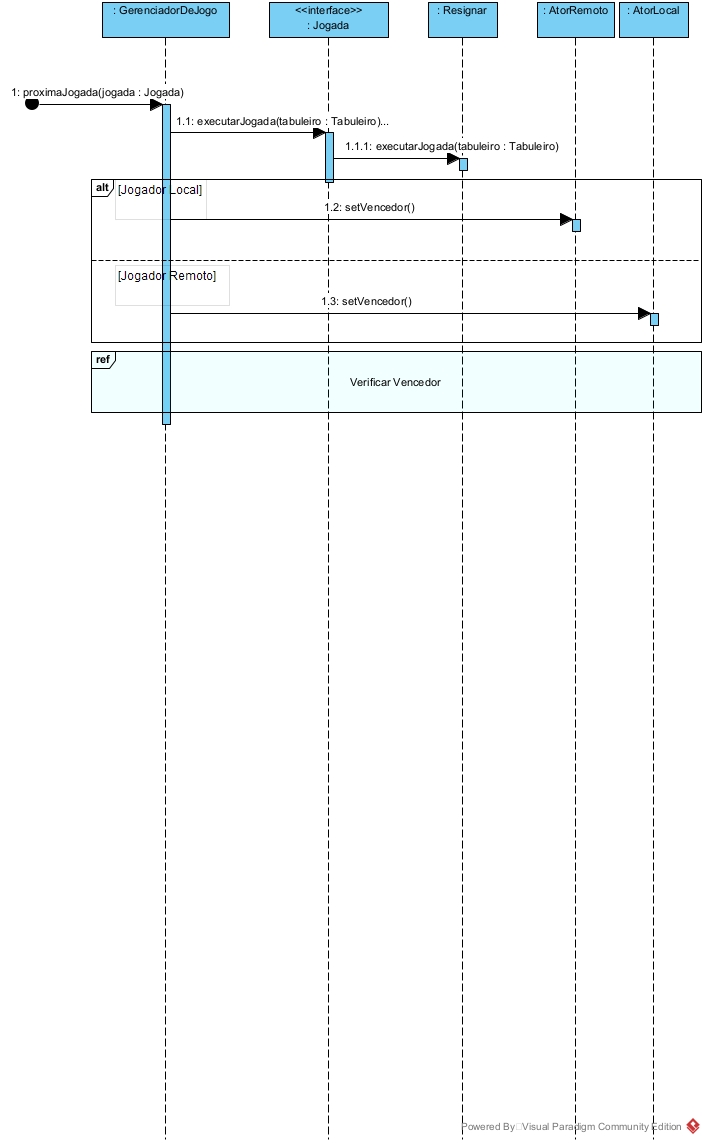 : GerenciadorDeJogo
<<interface>>
: Jogada
: Resignar
: AtorRemoto
: AtorLocal
1: proximaJogada(jogada : Jogada)
1.1: executarJogada(tabuleiro : Tabuleiro)...
1.1.1: executarJogada(tabuleiro : Tabuleiro)
alt
[Jogador Local]
1.2: setVencedor()
[Jogador Remoto]
1.3: setVencedor()
ref
Verificar Vencedor
Powered By Visual Paradigm Community Edition